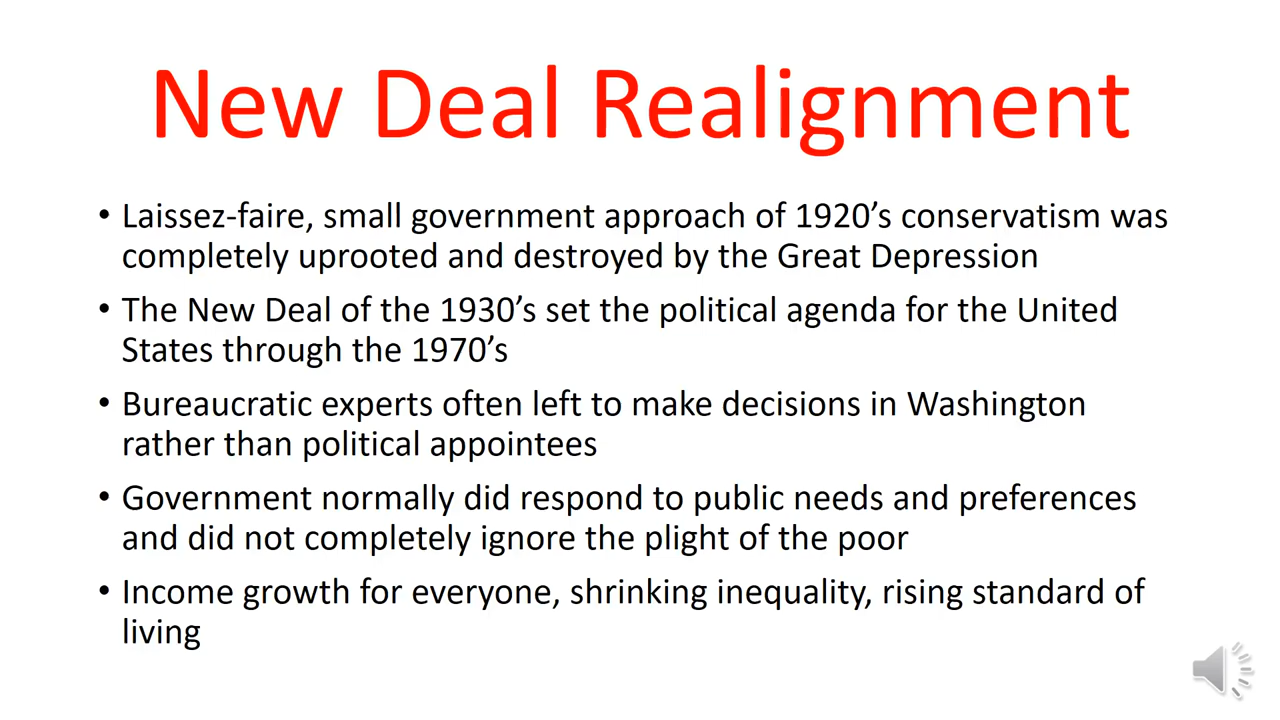 New Deal Realignment
• Laissez-faire, small government approach of 1920’s conservatism was
completely uprooted and destroyed by the Great Depression
• The New Deal of the 1930’s set the political agenda for the United
States through the 1970’s
• Bureaucratic experts often left to make decisions in Washington
rather than political appointees
• Government normally did respond to public needs and preferences
and did not completely ignore the plight of the poor
• Income growth for everyone, shrinking inequality, rising standard of
living